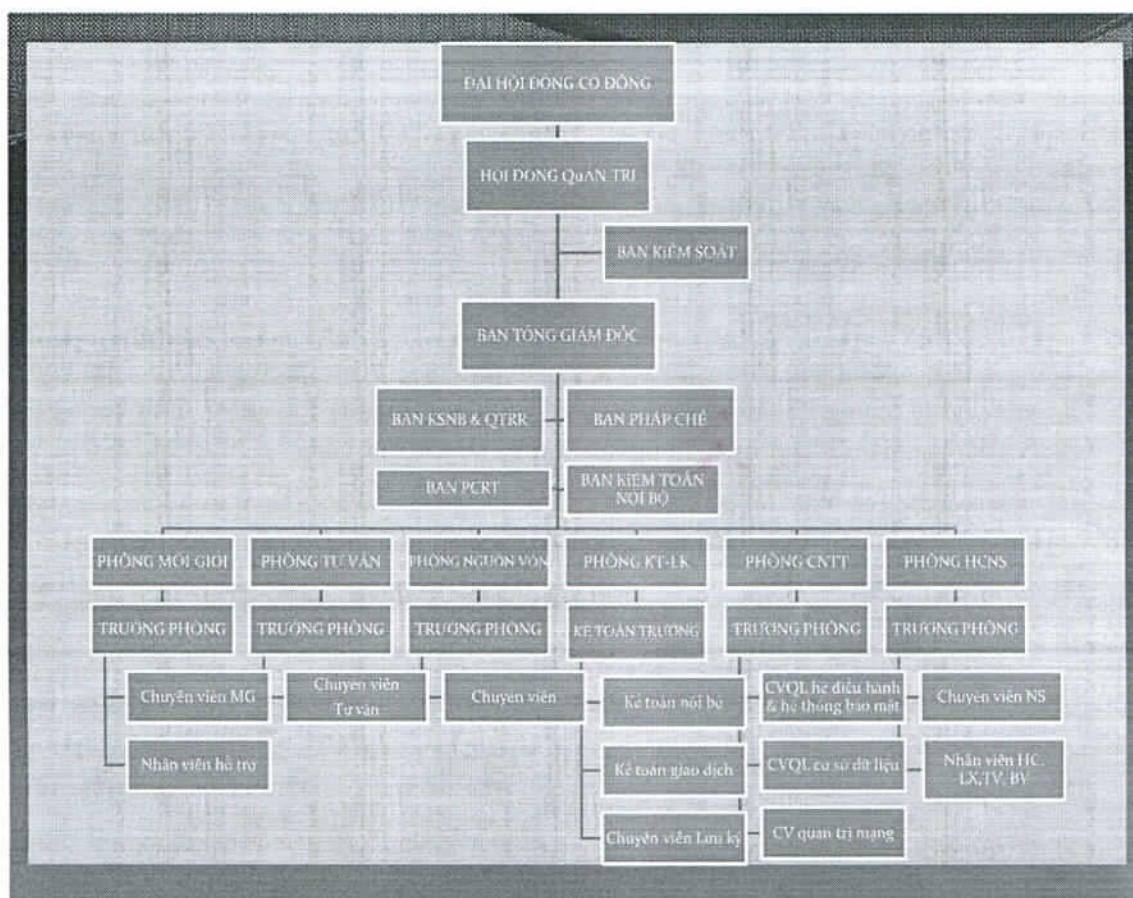 ĐẠI HỘI ĐỒNG CỔ ĐÔNG
HỘI ĐỒNG QuẢN TRỊ
BAN KiỂM SOÁT
BAN TỔNG GIÁM ĐỐC
BAN KSNB & QTRR
BAN PHÁP CHẾ
BAN PCRT
BAN KiỂM TOÁN
NỘI BỘ
PHÒNG MÔI GIỚI
PHÒNG TƯ VẤN
PHÒNG NGUỒN VỐN
PHÒNG KT-LK
PHÒNG CNTT
PHÒNG HCNS
TRƯỞNG PHÒNG
TRƯỞNG PHÒNG
TRƯỞNG PHÒNG
KẾ TOÁN TRƯỞNG
TRƯỞNG PHÒNG
TRƯỞNG PHÒNG
Chuyên viên MG
Chuyên viên
Tư vấn
Chuyên viên
Kế toán nội bộ
CVQL hệ điều hành
& hệ thống bảo mật
Chuyên viên NS
Nhân viên hỗ trợ
Kế toán giao dịch
CVQL cơ sở dữ liệu
Nhân viên HC,
LX,TV, BV
Chuyên viên Lưu ký
CV quản trị mạng